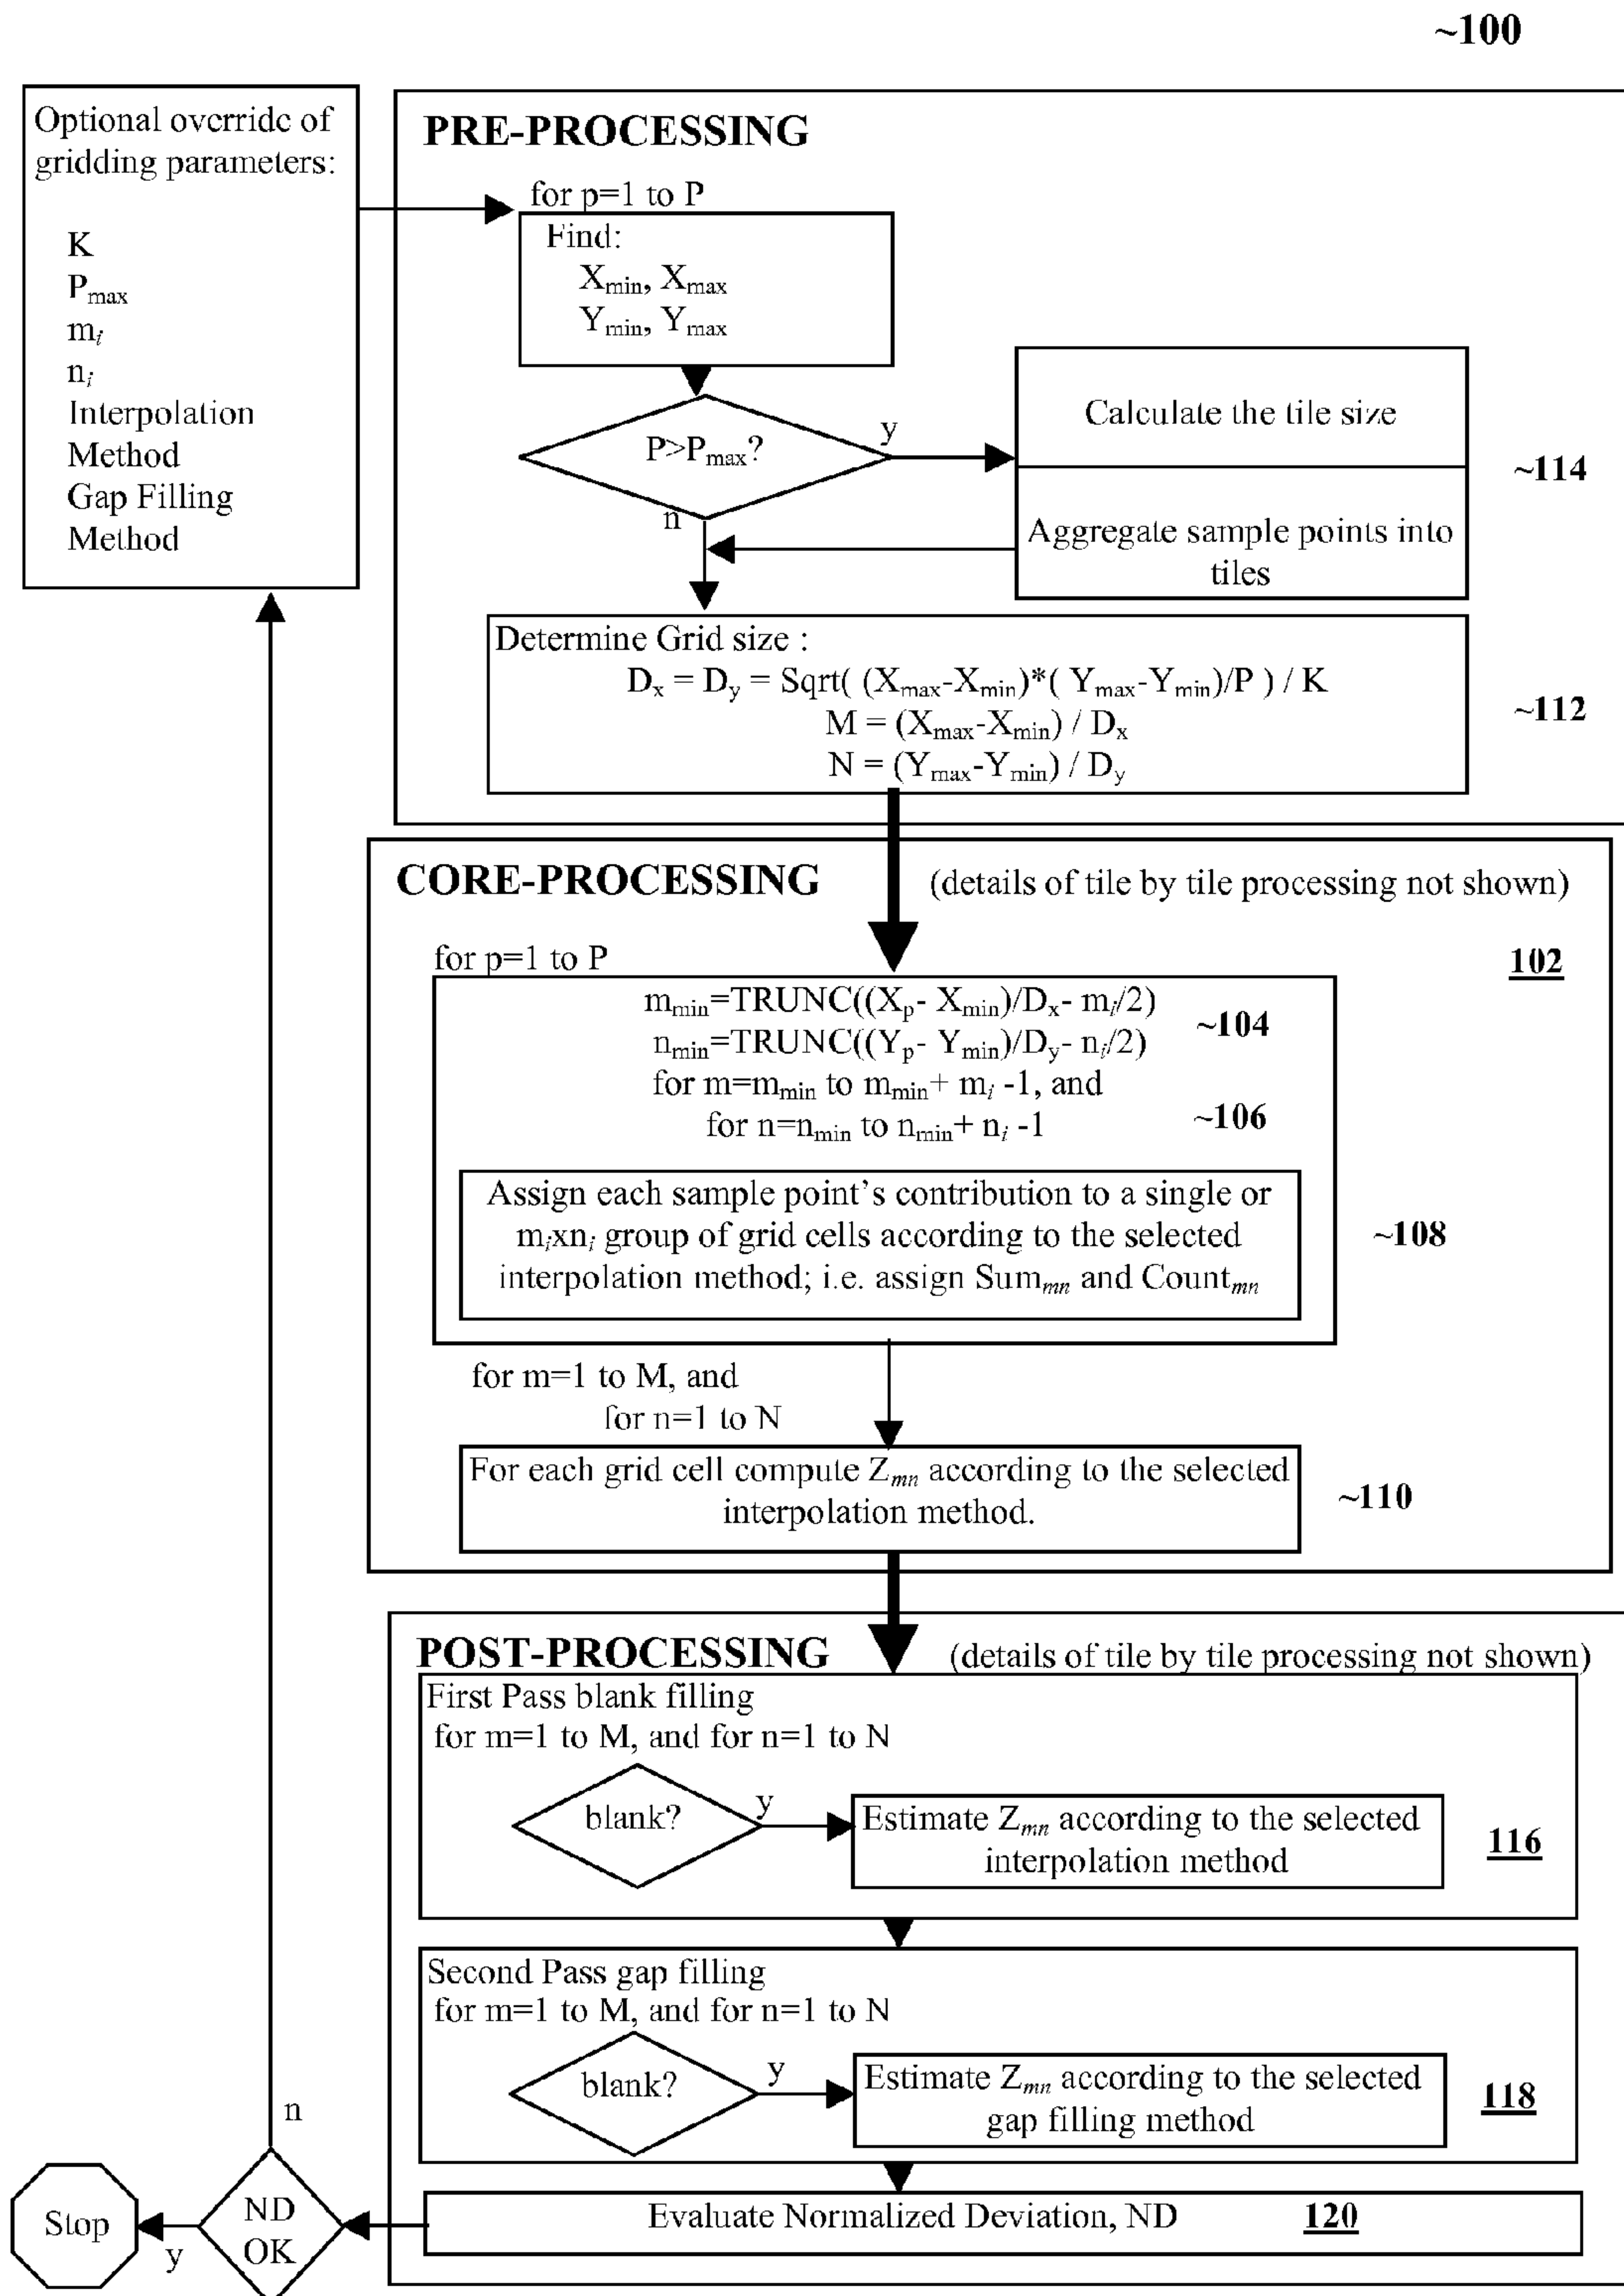 ~100
Optional override of
gridding parameters:
K
Pmax
mi
ni
Interpolation
Method
Gap Filling
Method
PRE-PROCESSING
for p=1 to P
Find:
Xmin, Xmax
Ymin, Ymax
P>Pmax?
y
n
Calculate the tile size
Aggregate sample points into
tiles
~114
Determine Grid size :
Dx = Dy = Sqrt( (Xmax-Xmin)*( Ymax-Ymin)/P ) / K
M = (Xmax-Xmin) / Dx
N = (Ymax-Ymin) / Dy
~112
CORE-PROCESSING
(details of tile by tile processing not shown)
102
for p=1 to P
mmin=TRUNC((Xp- Xmin)/Dx- mi/2)
nmin=TRUNC((Yp- Ymin)/Dy- ni/2)
~104
for m=mmin to mmin+ mi -1, and
for n=nmin to nmin+ ni -1
~106
Assign each sample point's contribution to a single or
mixni group of grid cells according to the selected
interpolation method; i.e. assign Summn and Countmn
~108
for m=1 to M, and
for n=1 to N
For each grid cell compute Zmn according to the selected
interpolation method.
~110
POST-PROCESSING
(details of tile by tile processing not shown)
First Pass blank filling
for m=1 to M, and for n=1 to N
blank?
y
Estimate Zmn according to the selected
interpolation method
116
Second Pass gap filling
for m=1 to M, and for n=1 to N
blank?
y
Estimate Zmn according to the selected
gap filling method
118
Evaluate Normalized Deviation, ND
120
n
ND
OK
y
Stop